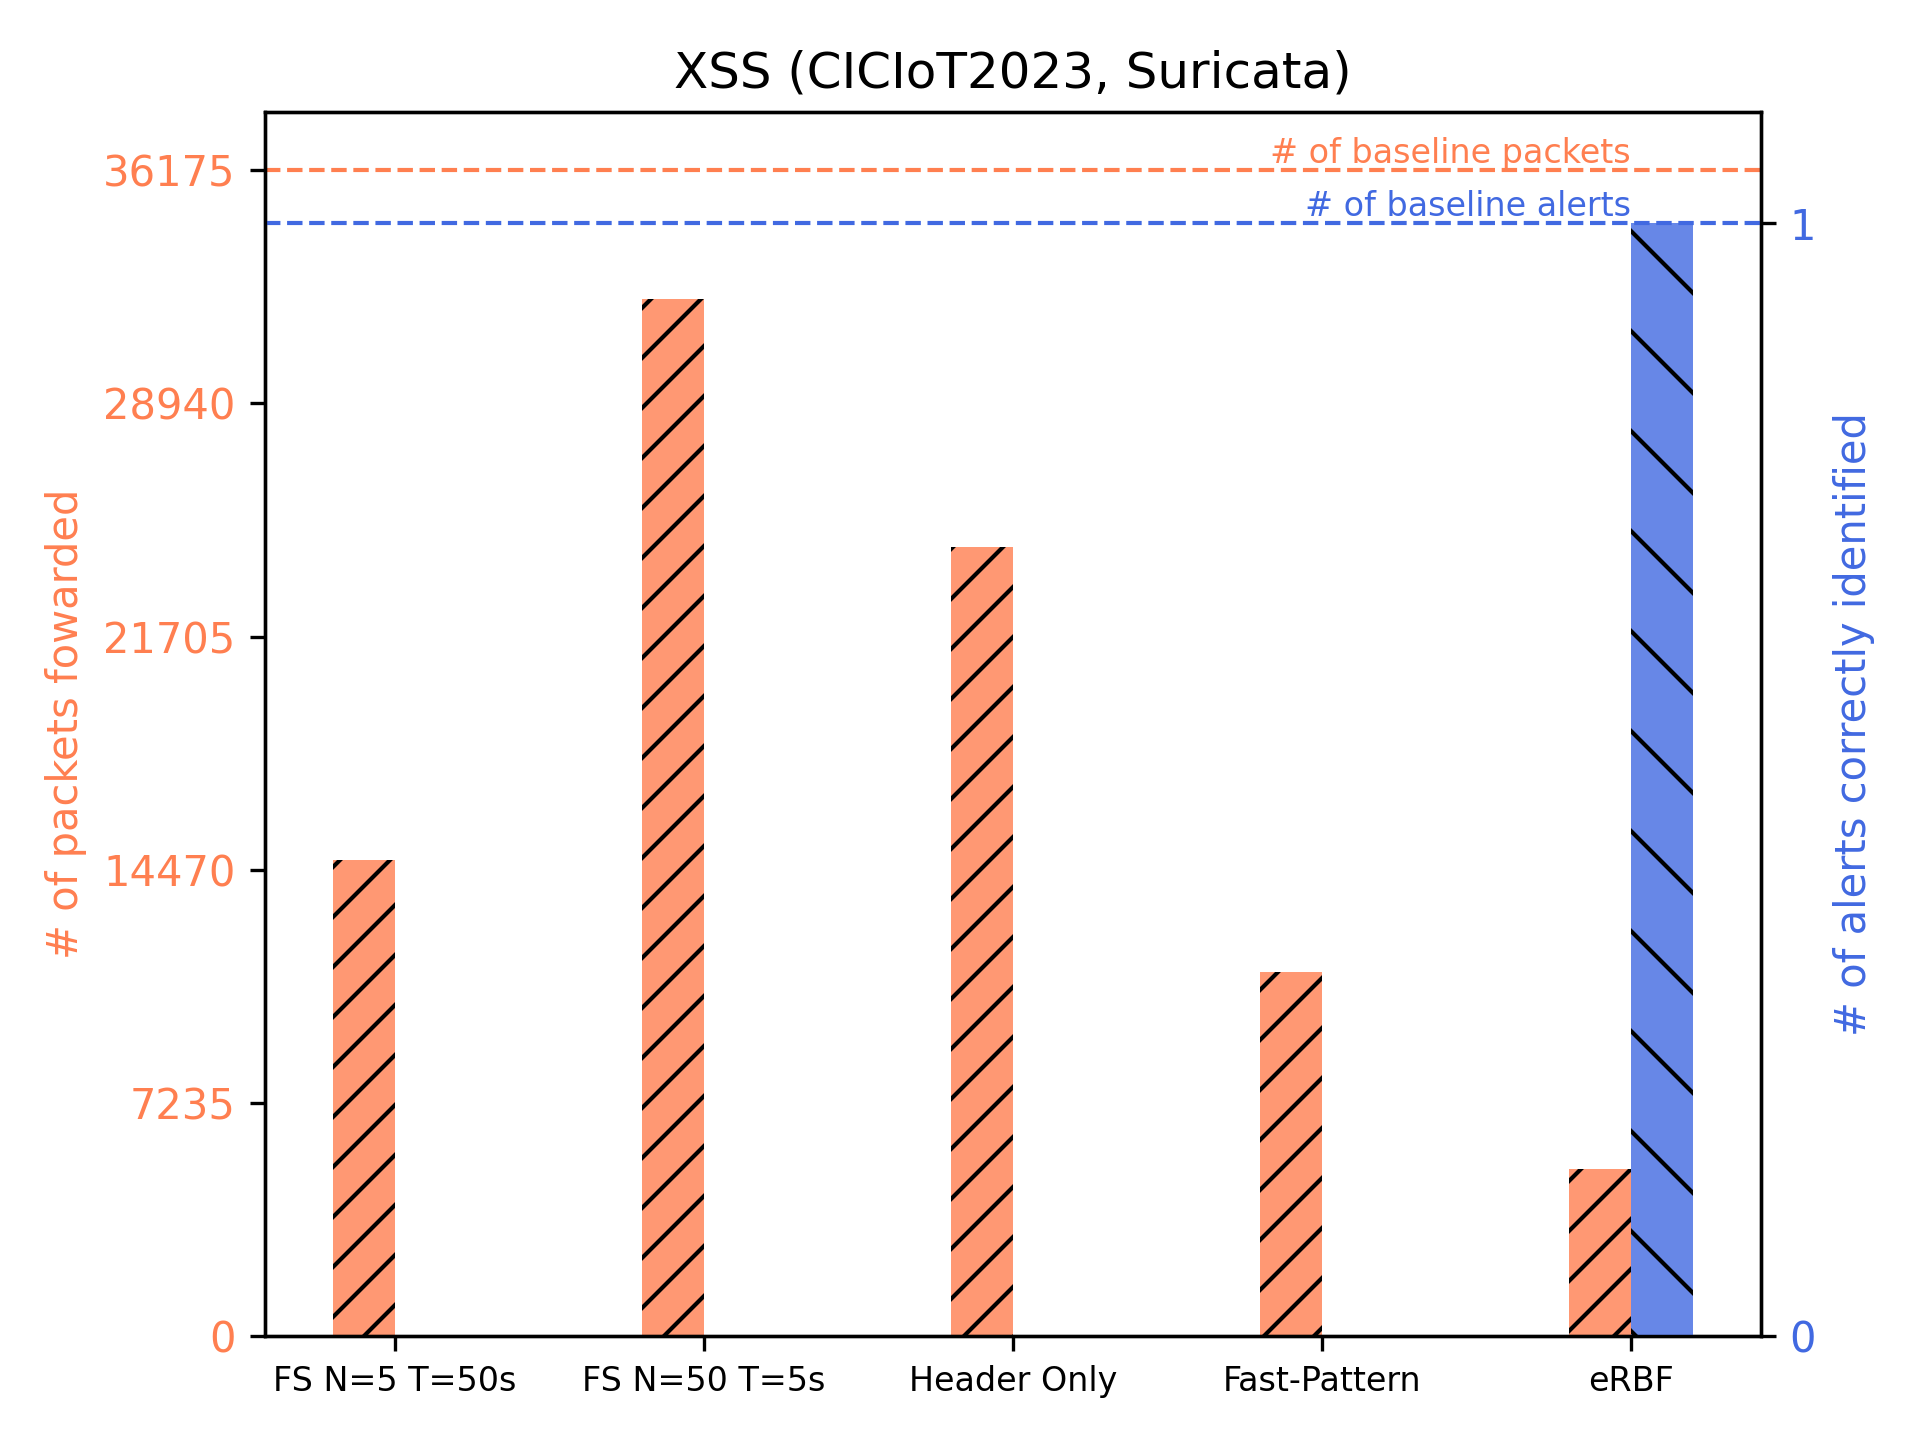 XSS (CICIoT2023, Suricata)
# of baseline packets
# of baseline alerts
36175
28940
21705
14470
7235
0
# of packets fowarded
1
0
# of alerts correctly identified
FS N=5 T=50s
FS N=50 T=5s
Header Only
Fast-Pattern
eRBF